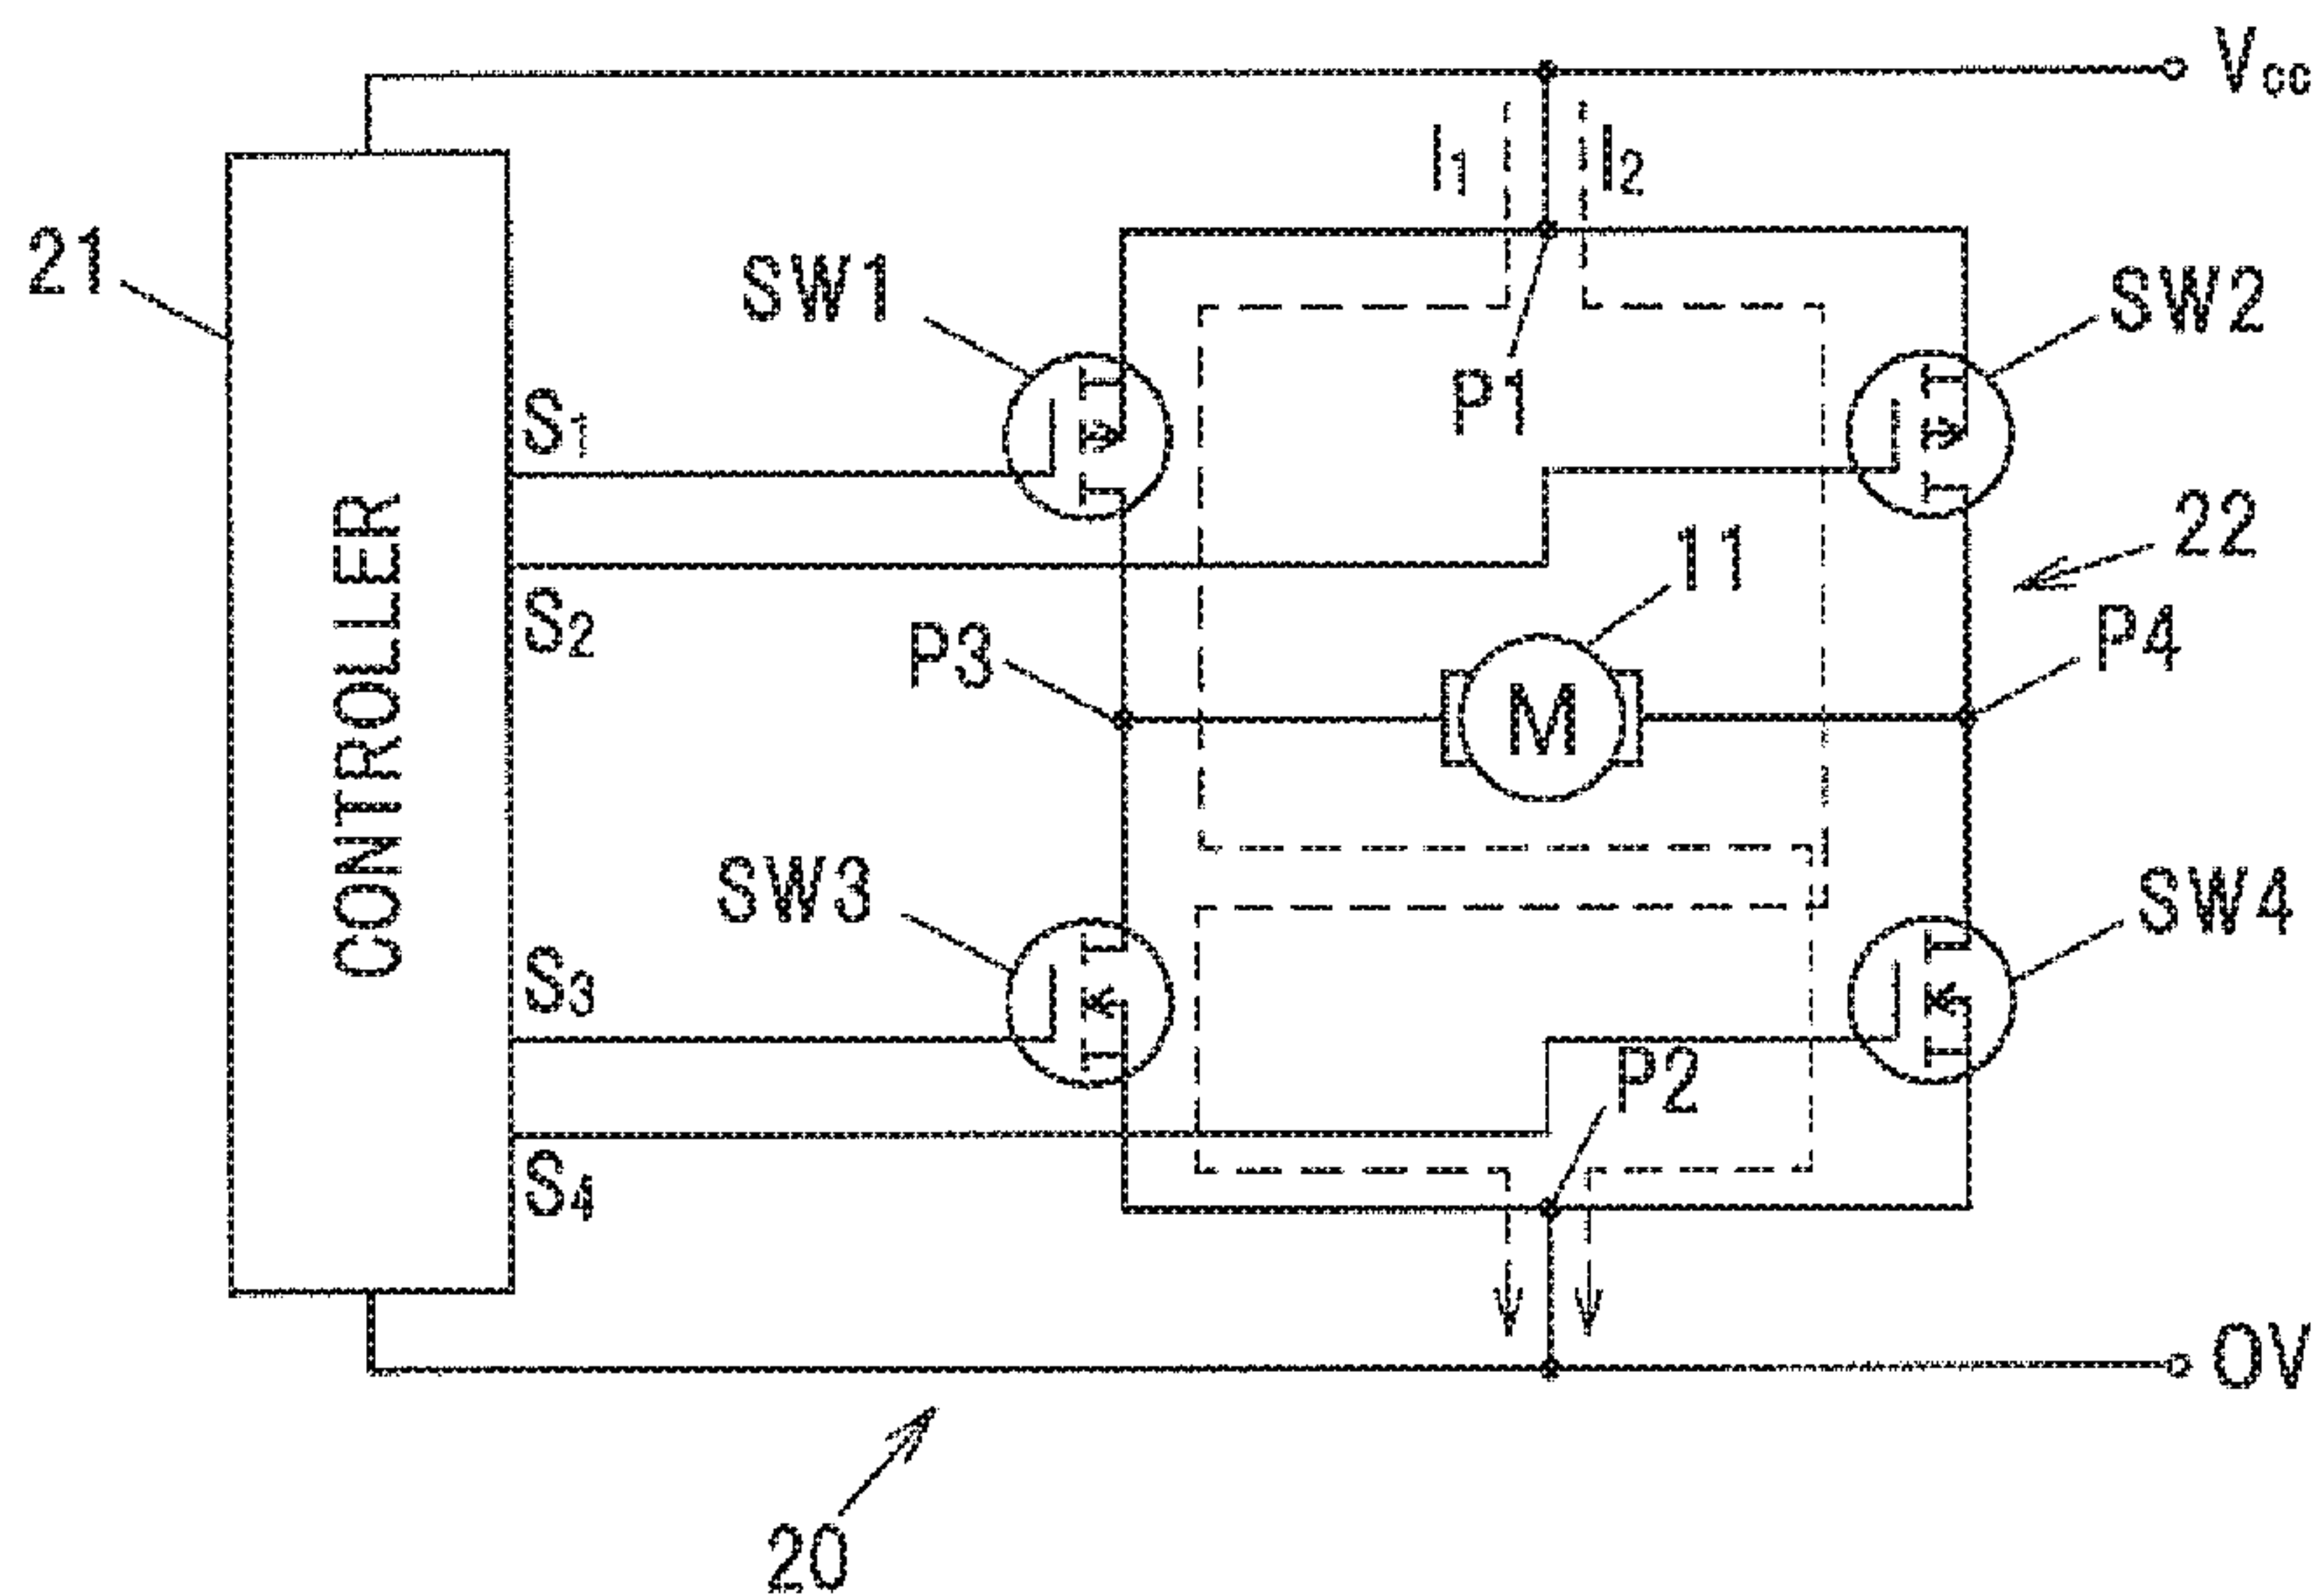 Vcc
I1
I2
21
SW1
SW2
P1
S1
22
11
CONTROLLER
S2
P3
P4
M
SW3
SW4
S3
P2
S4
0V
20